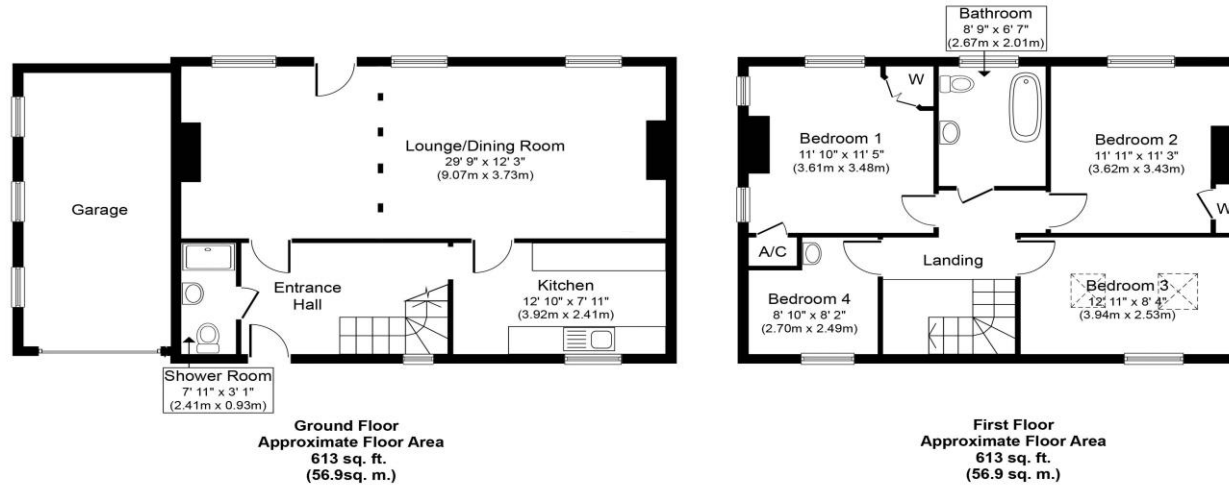 Garage
Lounge/Dining Room
29' 9" x 12' 3"
(9.07m x 3.73m)
Entrance
Hall
Kitchen
12' 10" x 7' 11"
(3.92m x 2.41m)
Shower Room
7' 11" x 3' 1"
(2.41m x 0.93m)
Ground Floor
Approximate Floor Area
613 sq. ft.
(56.9sq. m.)
Bathroom
8' 9" x 6' 7"
(2.67m x 2.01m)
W
Bedroom 1
11' 10" x 11' 5"
(3.61m x 3.48m)
Bedroom 2
11' 11" x 11' 3"
(3.62m x 3.43m)
W
A/C
Landing
Bedroom 4
8' 10" x 8' 2"
(2.70m x 2.49m)
Bedroom 3
12' 11" x 8' 4"
(3.94m x 2.53m)
First Floor
Approximate Floor Area
613 sq. ft.
(56.9 sq. m.)